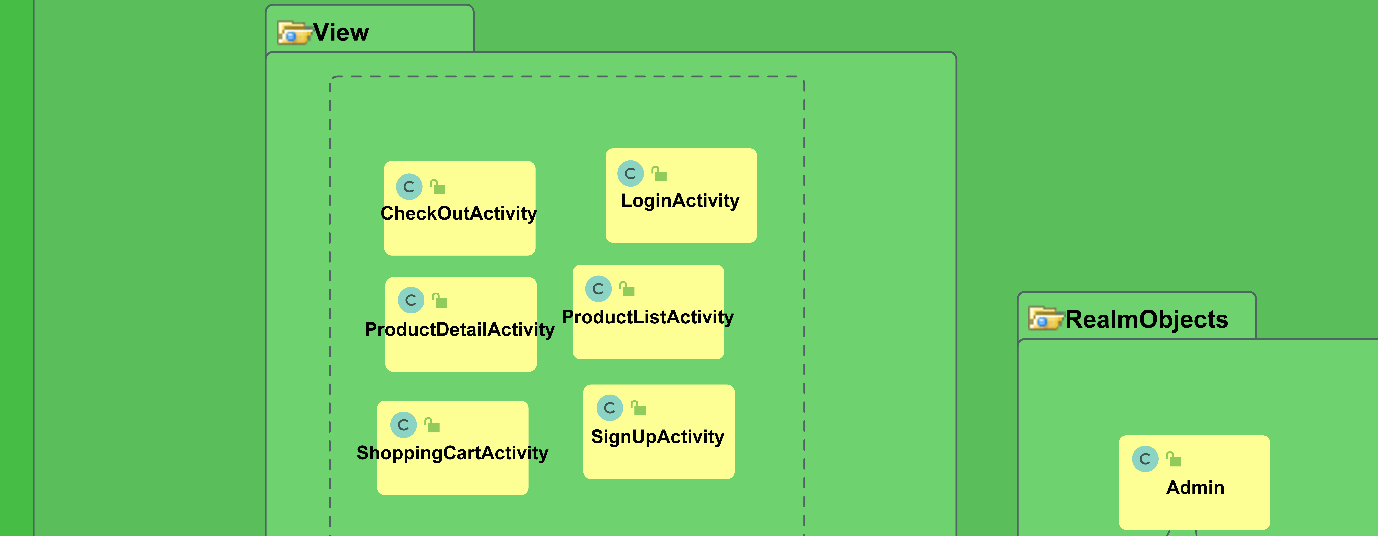 View
C
CheckOutActivity
C
LoginActivity
C
ProductDetailActivity
C
ProductListActivity
C
ShoppingCartActivity
C
SignUpActivity
RealmObjects
C
Admin